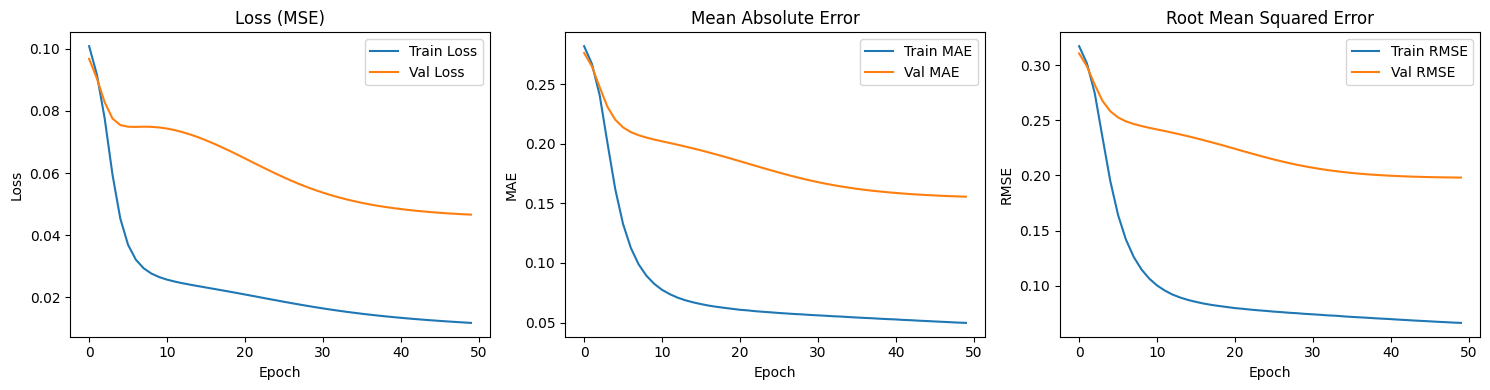 Loss (MSE)
Train Loss
Val Loss
0.10
0.08
0.06
0.04
0.02
Loss
0 10 20 30 40 50
Epoch
Mean Absolute Error
Train MAE
Val MAE
0.25
0.20
0.15
0.10
0.05
MAE
0 10 20 30 40 50
Epoch
Root Mean Squared Error
Train RMSE
Val RMSE
0.30
0.25
0.20
0.15
0.10
RMSE
0 10 20 30 40 50
Epoch